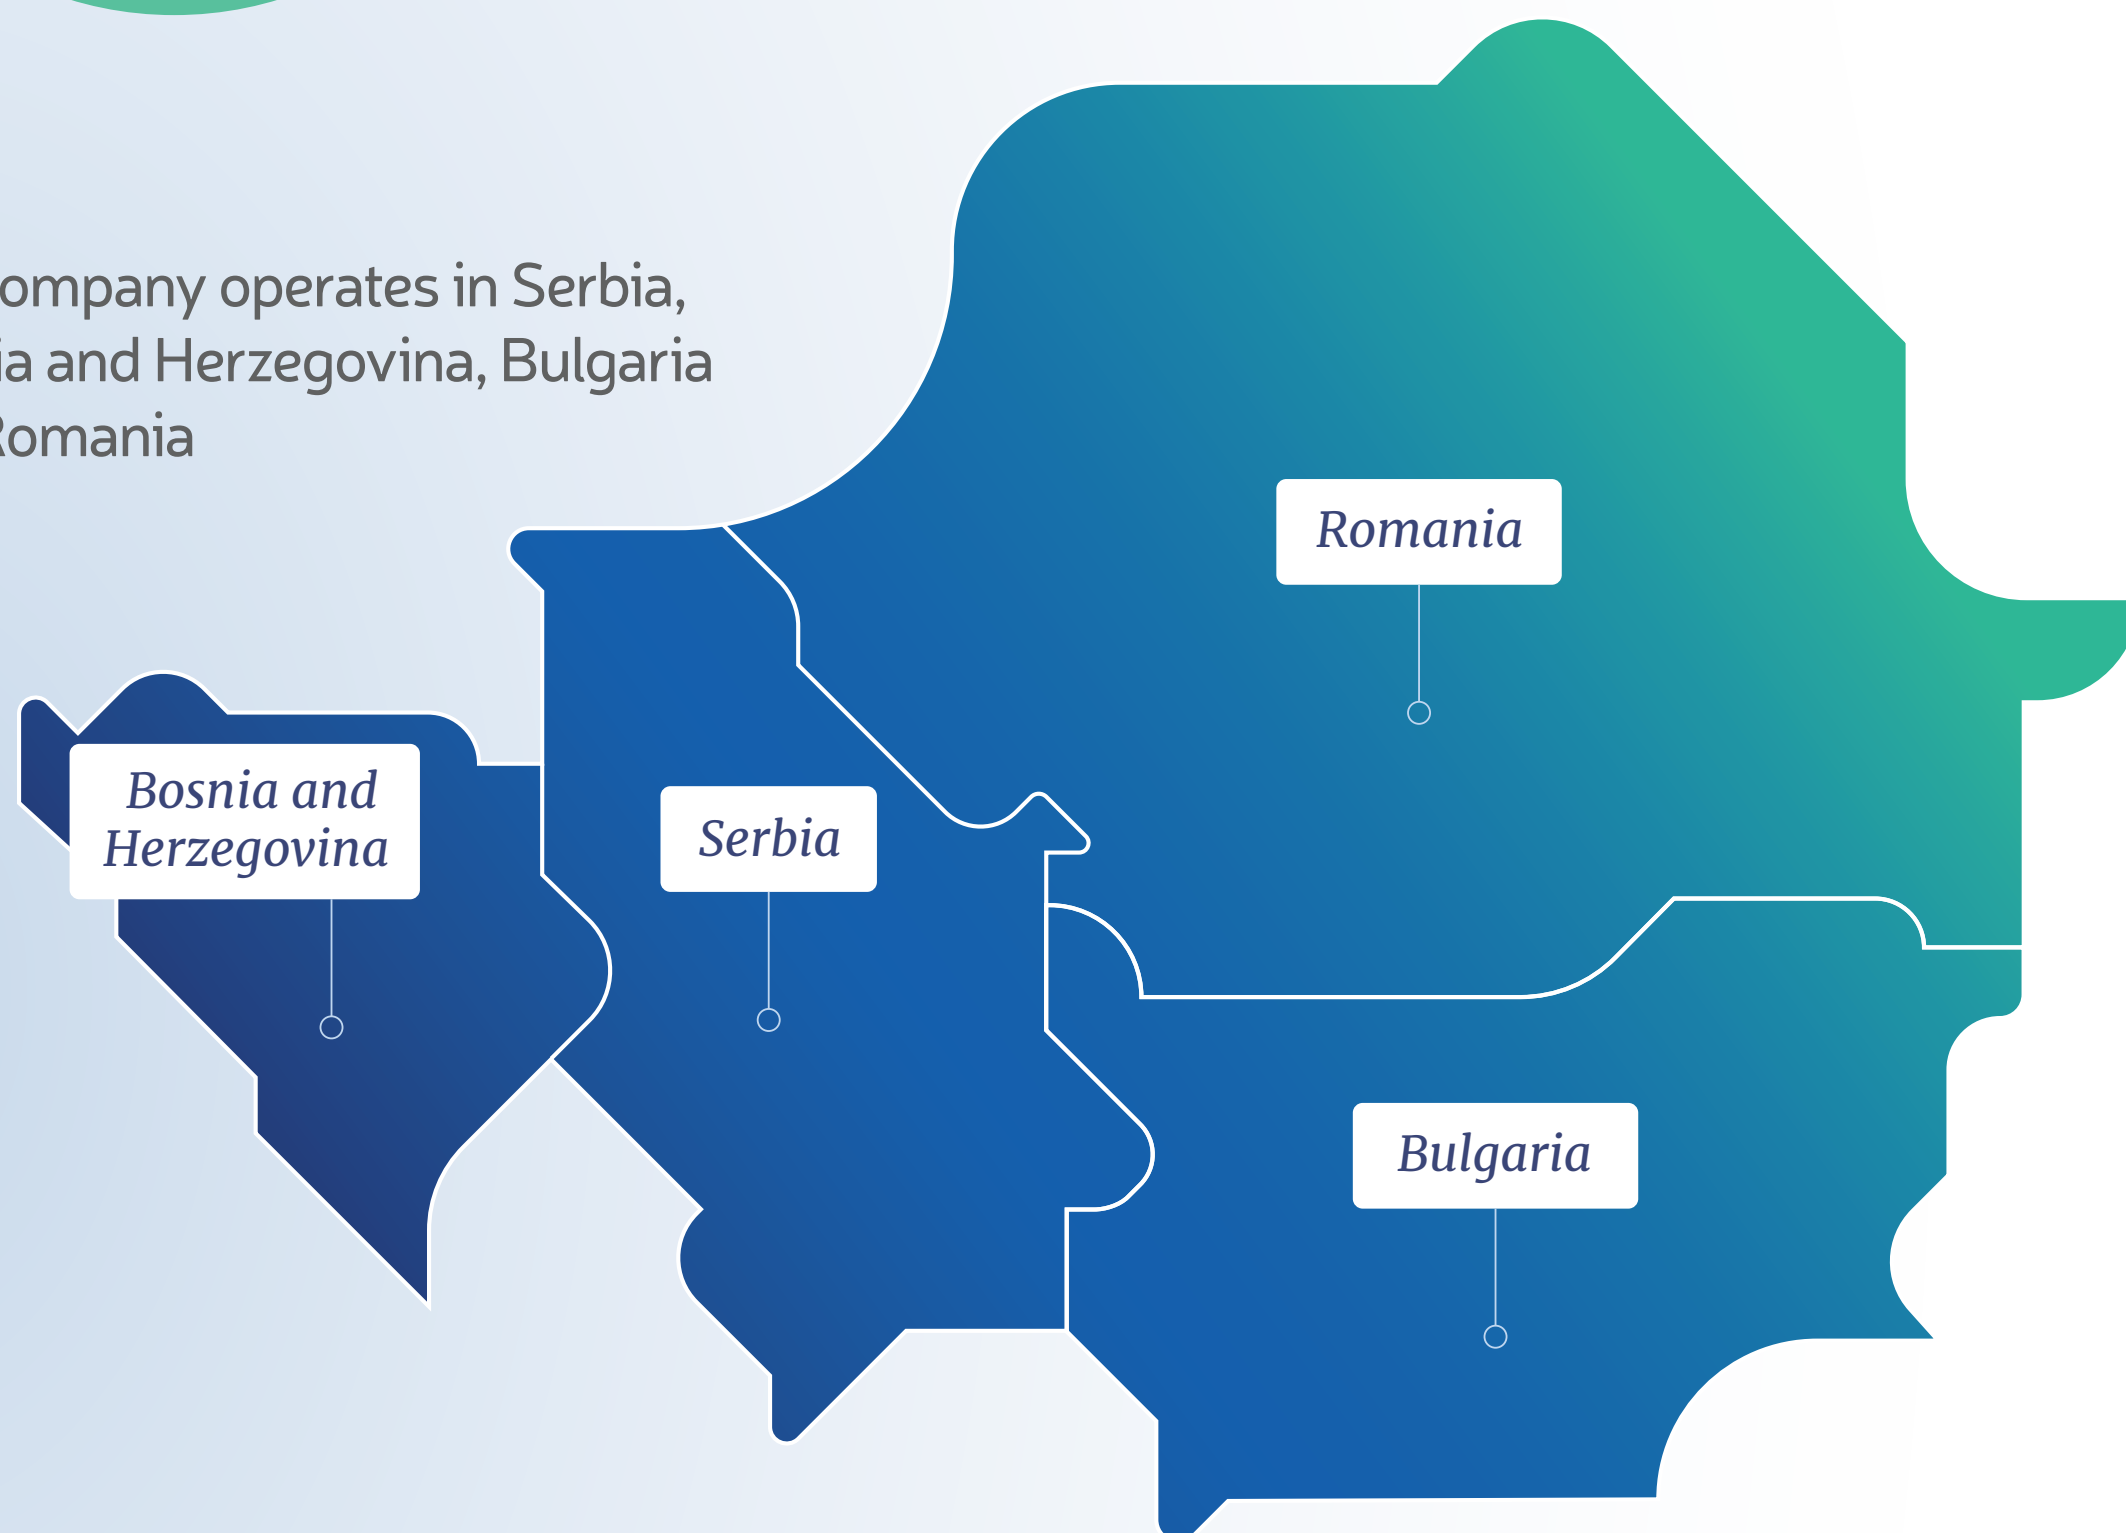 ompany operates in Serbia,
ia and Herzegovina, Bulgaria
Romania
Romania
Bosnia and
Herzegovina
Serbia
Bulgaria